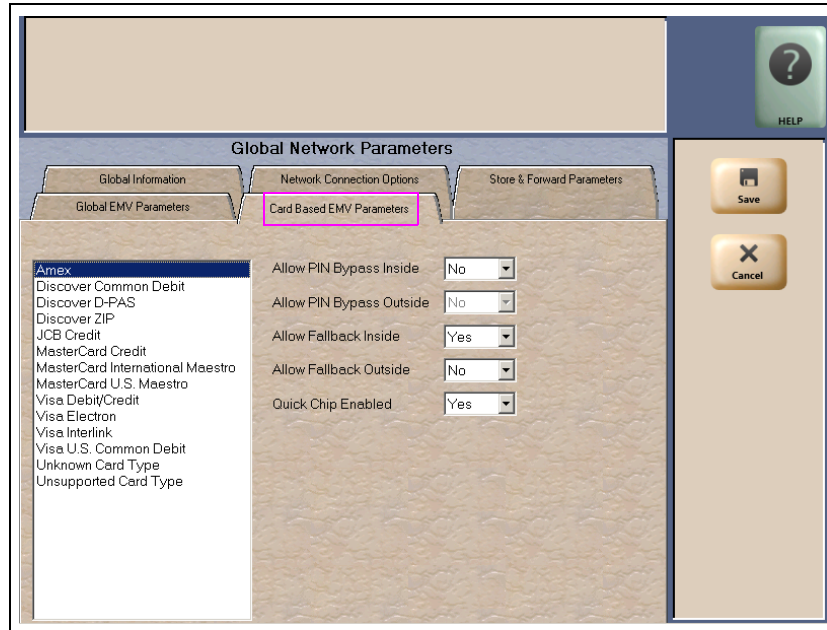 HELP
Global Network Parameters
Global Information
Network Connection Options
Store & Forward Parameters
Global EMV Parameters
Card Based EMV Parameters
Save
Cancel
Amex
Discover Common Debit
Discover D-PAS
Discover ZIP
JCB Credit
MasterCard Credit
MasterCard International Maestro
MasterCard U.S. Maestro
Visa Debit/Credit
Visa Electron
Visa Interlink
Visa U.S. Common Debit
Unknown Card Type
Unsupported Card Type
Allow PIN Bypass Inside No
Allow PIN Bypass Outside No
Allow Fallback Inside Yes
Allow Fallback Outside No
Quick Chip Enabled Yes